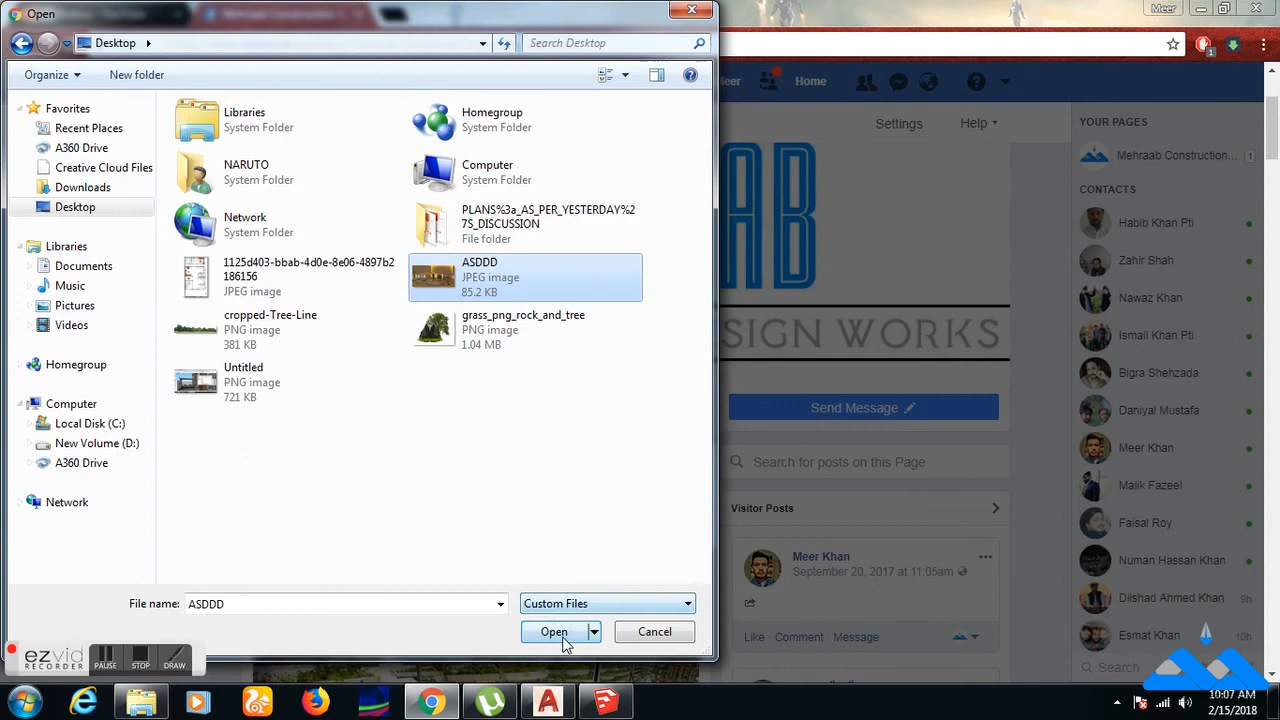 Open
Meer
Desktop
Search Desktop
Organize
New folder
Favorites
Recent Places
A360 Drive
Creative Cloud Files
Downloads
Desktop
Libraries
Documents
Music
Pictures
Videos
Homegroup
Computer
Local Disk (C:)
New Volume (D:)
A360 Drive
Network
Libraries
System Folder
Homegroup
System Folder
NARUTO
System Folder
Computer
System Folder
Network
System Folder
PLANS%3a_AS_PER_YESTERDAY%2
7S_DISCUSSION
File folder
1125d403-bbab-4d0e-8e06-4897b2
186156
JPEG image
ASDDD
JPEG image
85.2 KB
cropped-Tree-Line
PNG image
381 KB
grass_png_rock_and_tree
PNG image
1.04 MB
Untitled
PNG image
721 KB
File name:
ASDDD
Custom Files
Open
Cancel
Meer
Home
Settings
Help
AB
SIGN WORKS
Send Message
Search for posts on this Page
Visitor Posts
Meer Khan
September 20, 2017 at 11:05am
Like Comment Message
YOUR PAGES
Mehraab Construction... 1
CONTACTS
Habib Khan Pti
Zahir Shah
Nawaz Khan
Ismail Khan Pti
Bigra Shehzada
Daniyal Mustafa
Meer Khan
Malik Fazeel
Faisal Roy
Numan Hassan Khan
Dilshad Ahmed Khan 9h
Esmat Khan 10h
Search
ezvid
RECORDER
PAUSE
STOP
DRAW
10:07 AM
2/15/2018